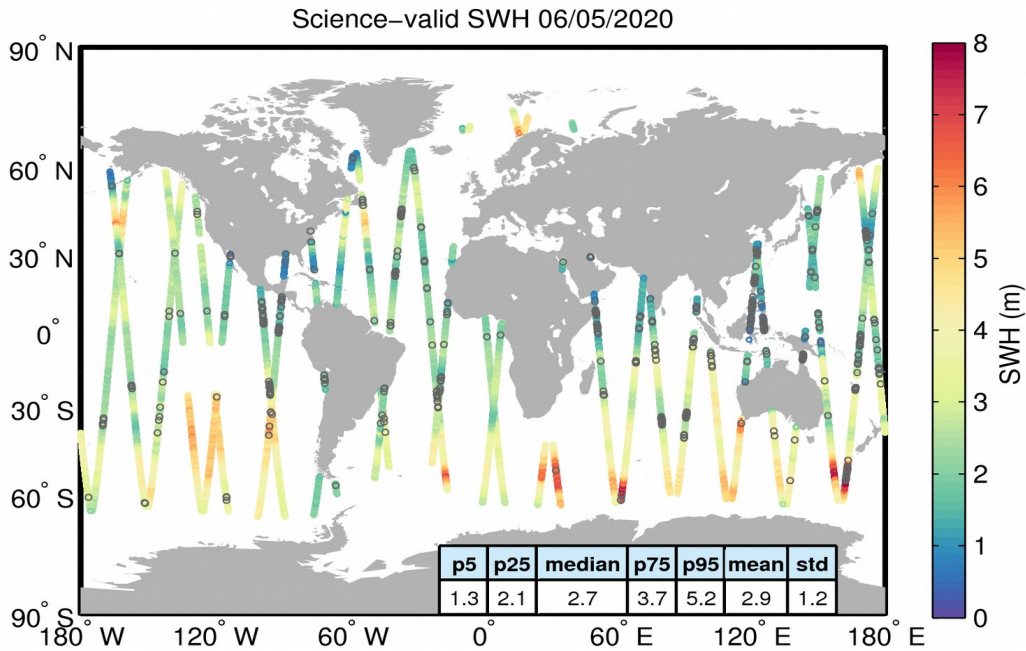 Science−valid SWH 06/05/2020
90° N
60° N
30° N
0°
30° S
60° S
90° S
180° W
120° W
60° W
0°
60° E
120° E
180° E
p5 p25 median p75 p95 mean std
1.3 2.1 2.7 3.7 5.2 2.9 1.2
8
7
6
5
4
3
2
1
0
SWH (m)